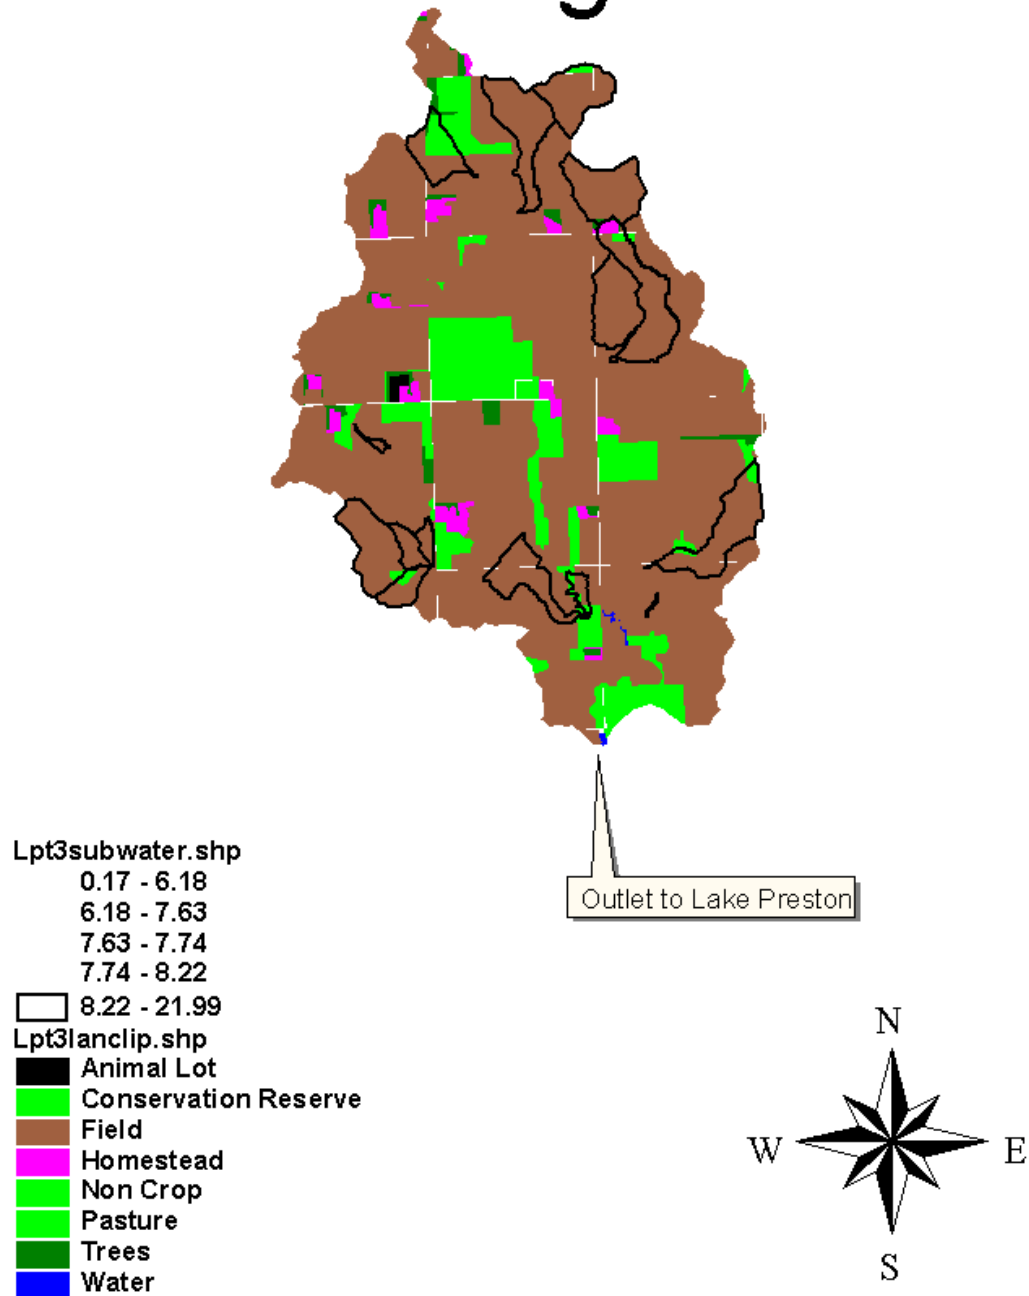 Outlet to Lake Preston
Lpt3subwater.shp
0.17 - 6.18
6.18 - 7.63
7.63 - 7.74
7.74 - 8.22
8.22 - 21.99
Lpt3lanclip.shp
Animal Lot
Conservation Reserve
Field
Homestead
Non Crop
Pasture
Trees
Water
N
W
E
S